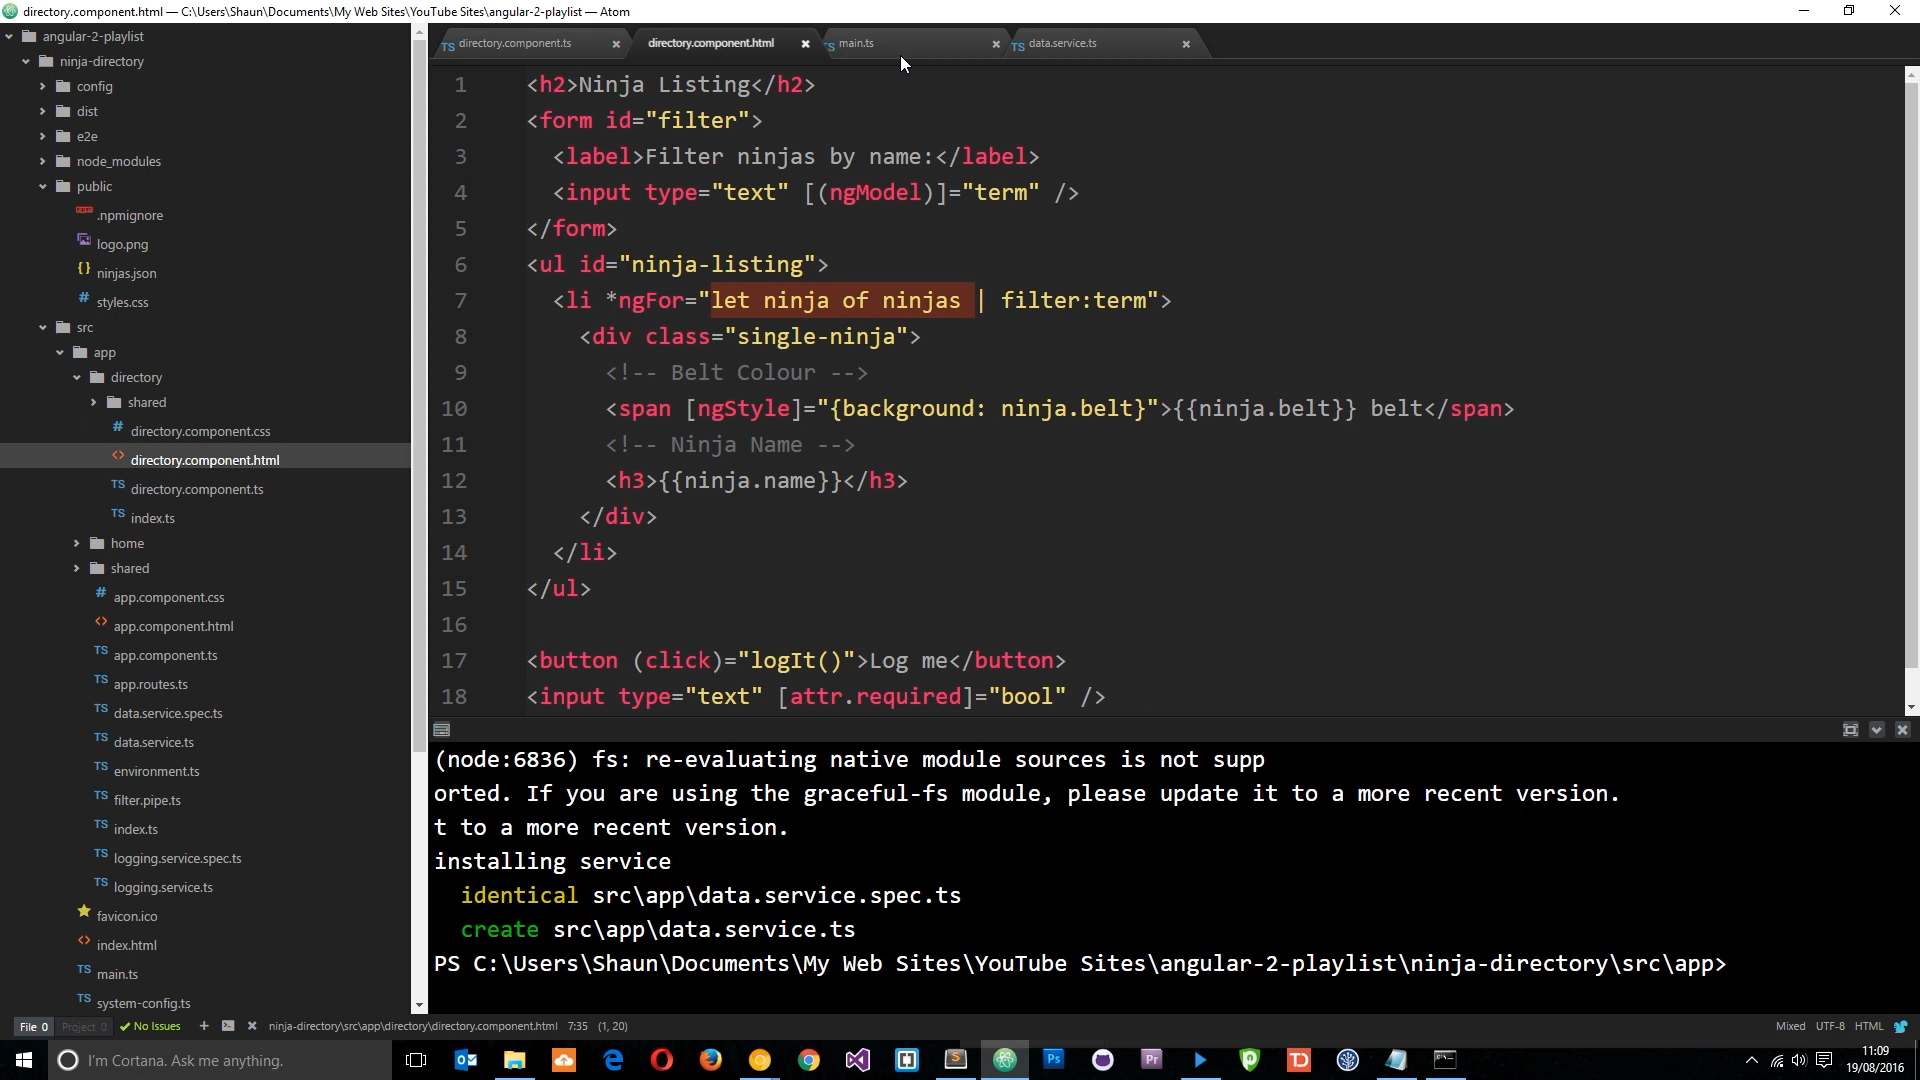 directory.component.html — C:\Users\Shaun\Documents\My Web Sites\YouTube Sites\angular-2-playlist — Atom
angular-2-playlist
ninja-directory
config
dist
e2e
node_modules
public
.npmignore
logo.png
ninjas.json
styles.css
src
app
directory
shared
directory.component.css
directory.component.html
directory.component.ts
index.ts
home
shared
app.component.css
app.component.html
app.component.ts
app.routes.ts
data.service.spec.ts
data.service.ts
environment.ts
filter.pipe.ts
index.ts
logging.service.spec.ts
logging.service.ts
favicon.ico
index.html
main.ts
system-config.ts
TS directory.component.ts
directory.component.html
TS main.ts
TS data.service.ts
1 <h2>Ninja Listing</h2>
2 <form id="filter">
3 <label>Filter ninjas by name:</label>
4 <input type="text" [(ngModel)]="term" />
5 </form>
6 <ul id="ninja-listing">
7 <li *ngFor="let ninja of ninjas | filter:term">
8 <div class="single-ninja">
9 <!-- Belt Colour -->
10 <span [ngStyle]="{background: ninja.belt}">{{ninja.belt}} belt</span>
11 <!-- Ninja Name -->
12 <h3>{{ninja.name}}</h3>
13 </div>
14 </li>
15 </ul>
16
17 <button (click)="logIt()">Log me</button>
18 <input type="text" [attr.required]="bool" />
(node:6836) fs: re-evaluating native module sources is not supp
orted. If you are using the graceful-fs module, please update it to a more recent version.
t to a more recent version.
installing service
identical src\app\data.service.spec.ts
create src\app\data.service.ts
PS C:\Users\Shaun\Documents\My Web Sites\YouTube Sites\angular-2-playlist\ninja-directory\src\app>
File 0 Project 0 No Issues ninja-directory\src\app\directory\directory.component.html 7:35 (1, 20) Mixed UTF-8 HTML
I'm Cortana. Ask me anything.
11:09
19/08/2016